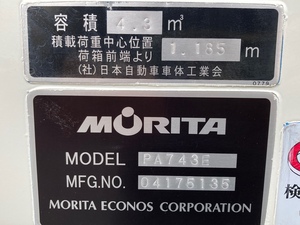 容積 4.3 m³
積載荷重中心位置
荷箱前端より 1.185 m
(社)日本自動車車体工業会
0779
MORITA
MODEL PA743E
MFG.NO. 04175135
MORITA ECONOS CORPORATION
検